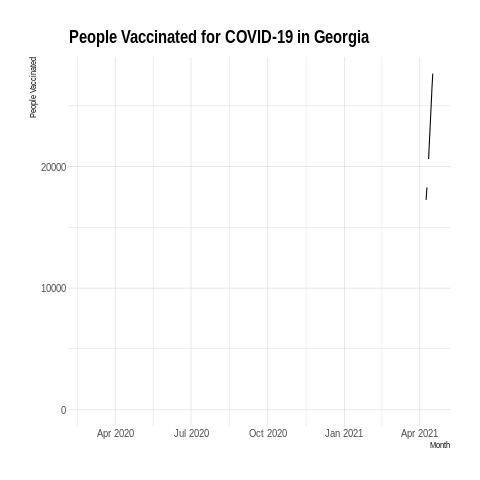 People Vaccinated for COVID-19 in Georgia
People Vaccinated
20000
10000
0
Apr 2020 Jul 2020 Oct 2020 Jan 2021 Apr 2021
Month